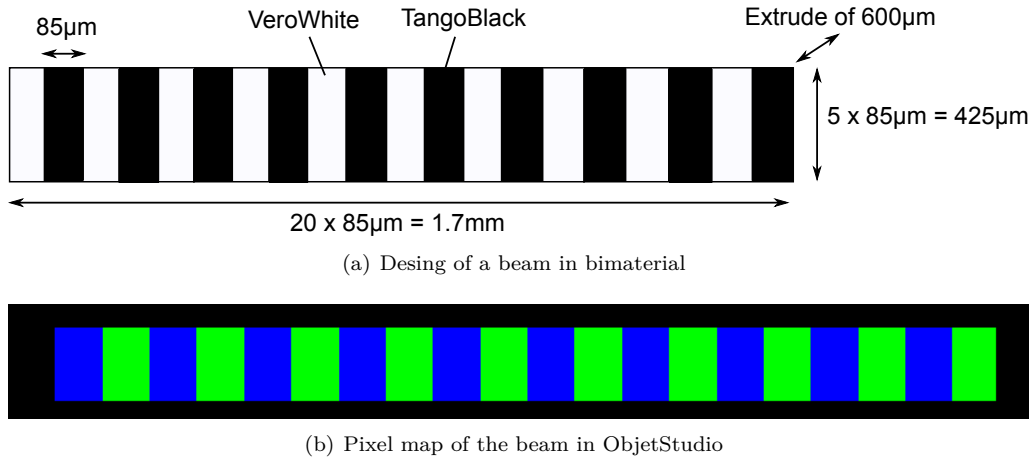 VeroWhite
TangoBlack
Extrude of 600µm
85µm
5 x 85µm = 425µm
20 x 85µm = 1.7mm
(a) Desing of a beam in bimaterial
(b) Pixel map of the beam in ObjetStudio